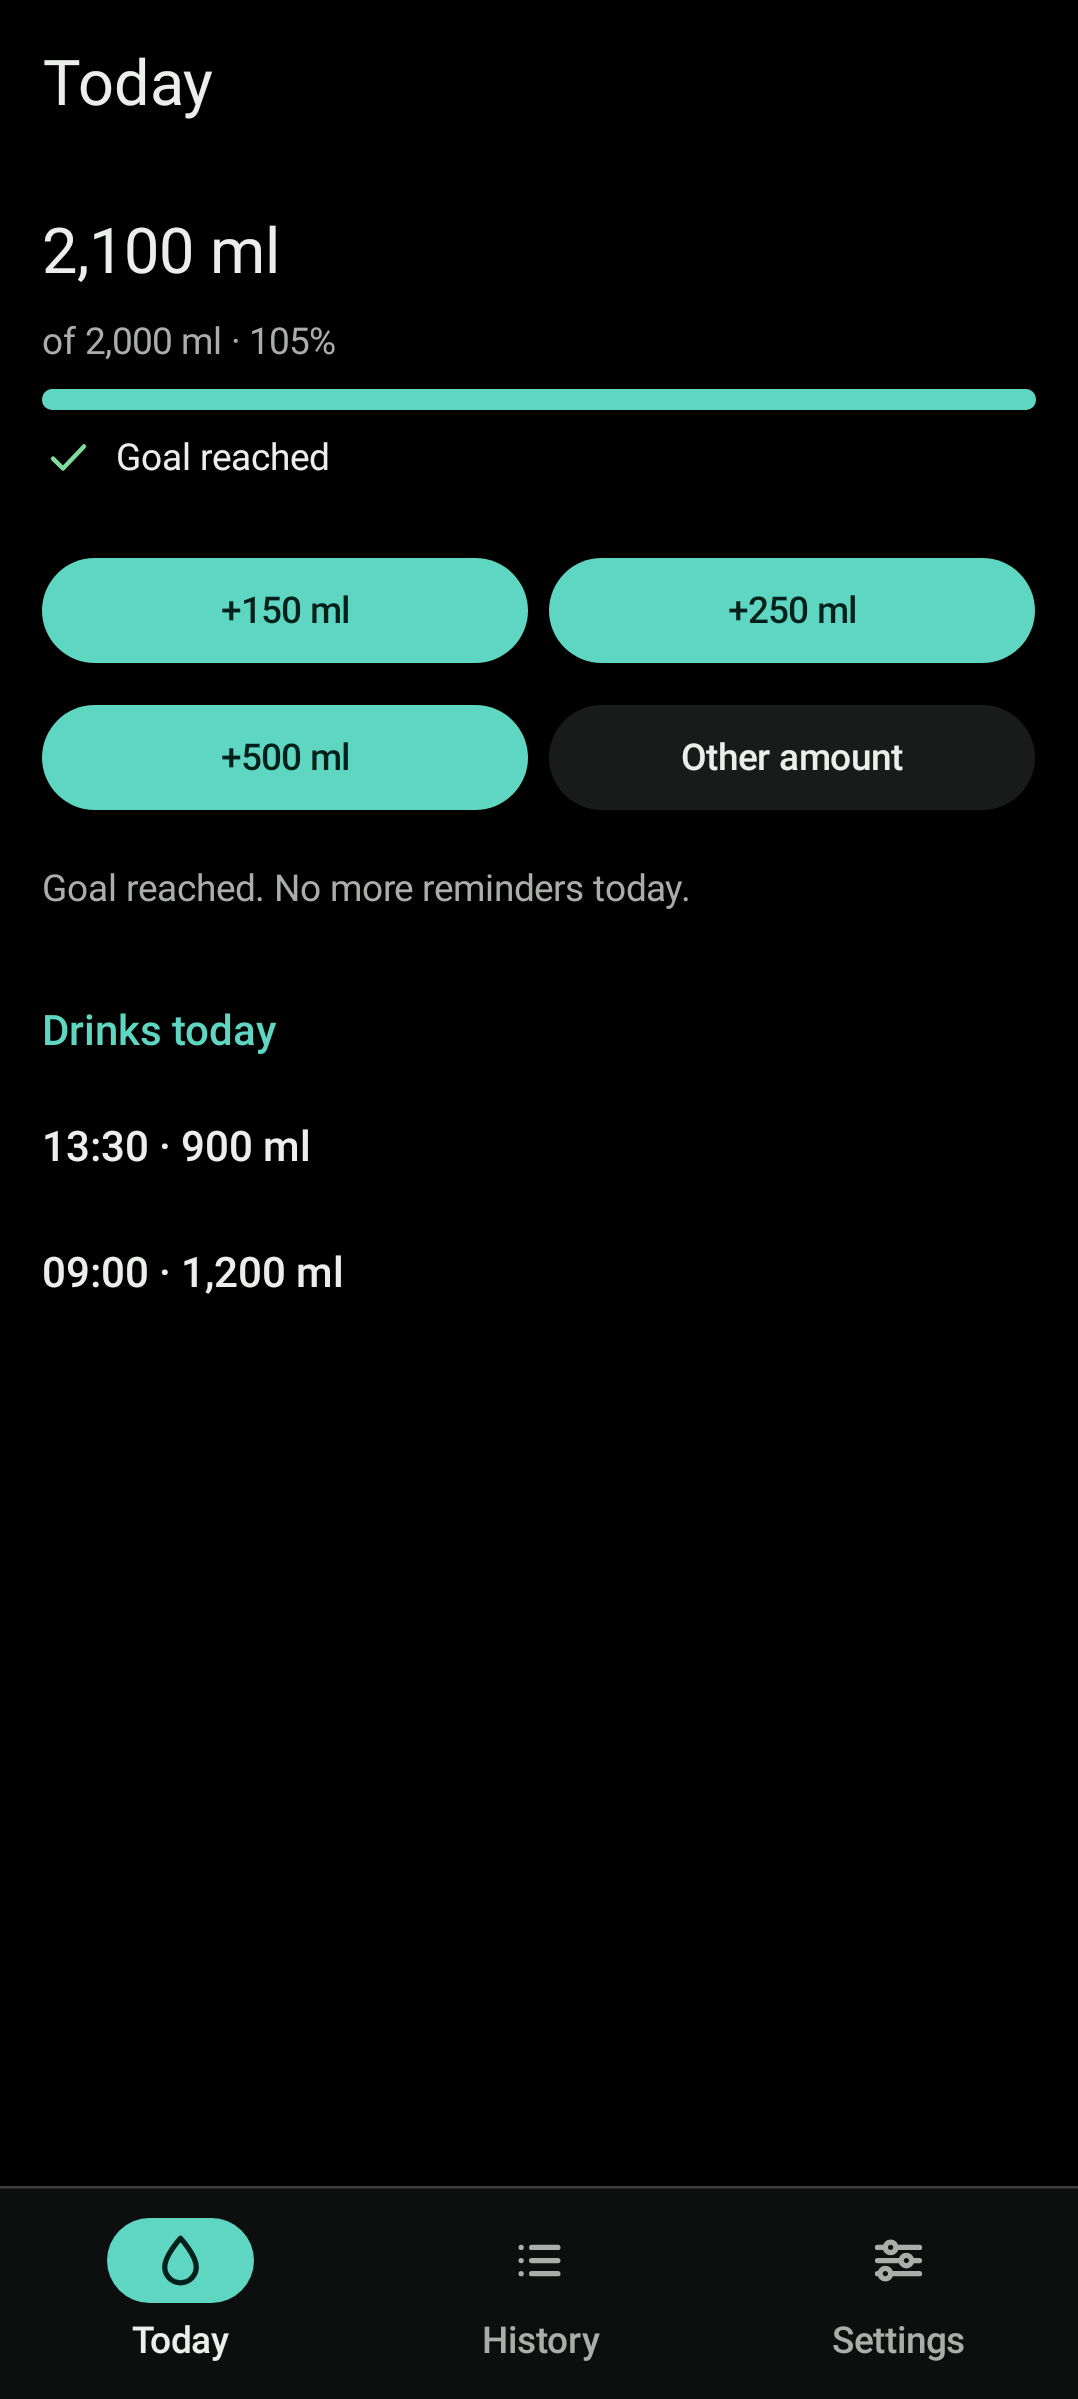 Today
2,100 ml
of 2,000 ml · 105%
Goal reached
+150 ml
+250 ml
+500 ml
Other amount
Goal reached. No more reminders today.
Drinks today
13:30 · 900 ml
09:00 · 1,200 ml
Today
History
Settings